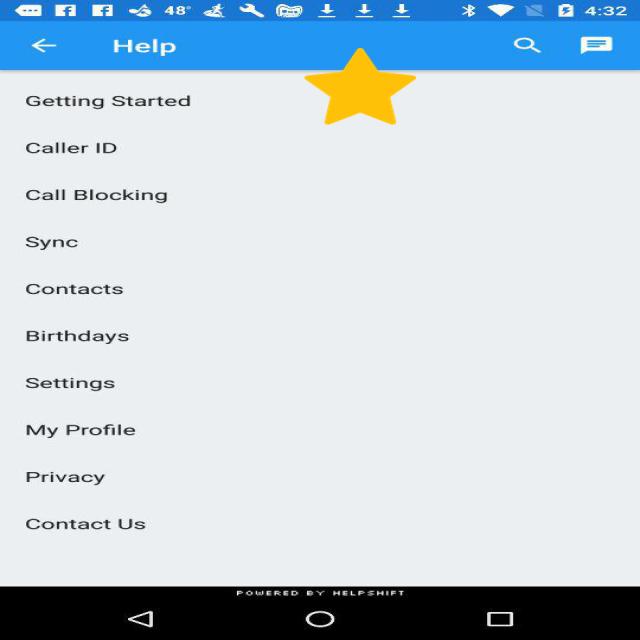 48° 4:32
Help
Getting Started
Caller ID
Call Blocking
Sync
Contacts
Birthdays
Settings
My Profile
Privacy
Contact Us
POWERED BY HELPSHIFT